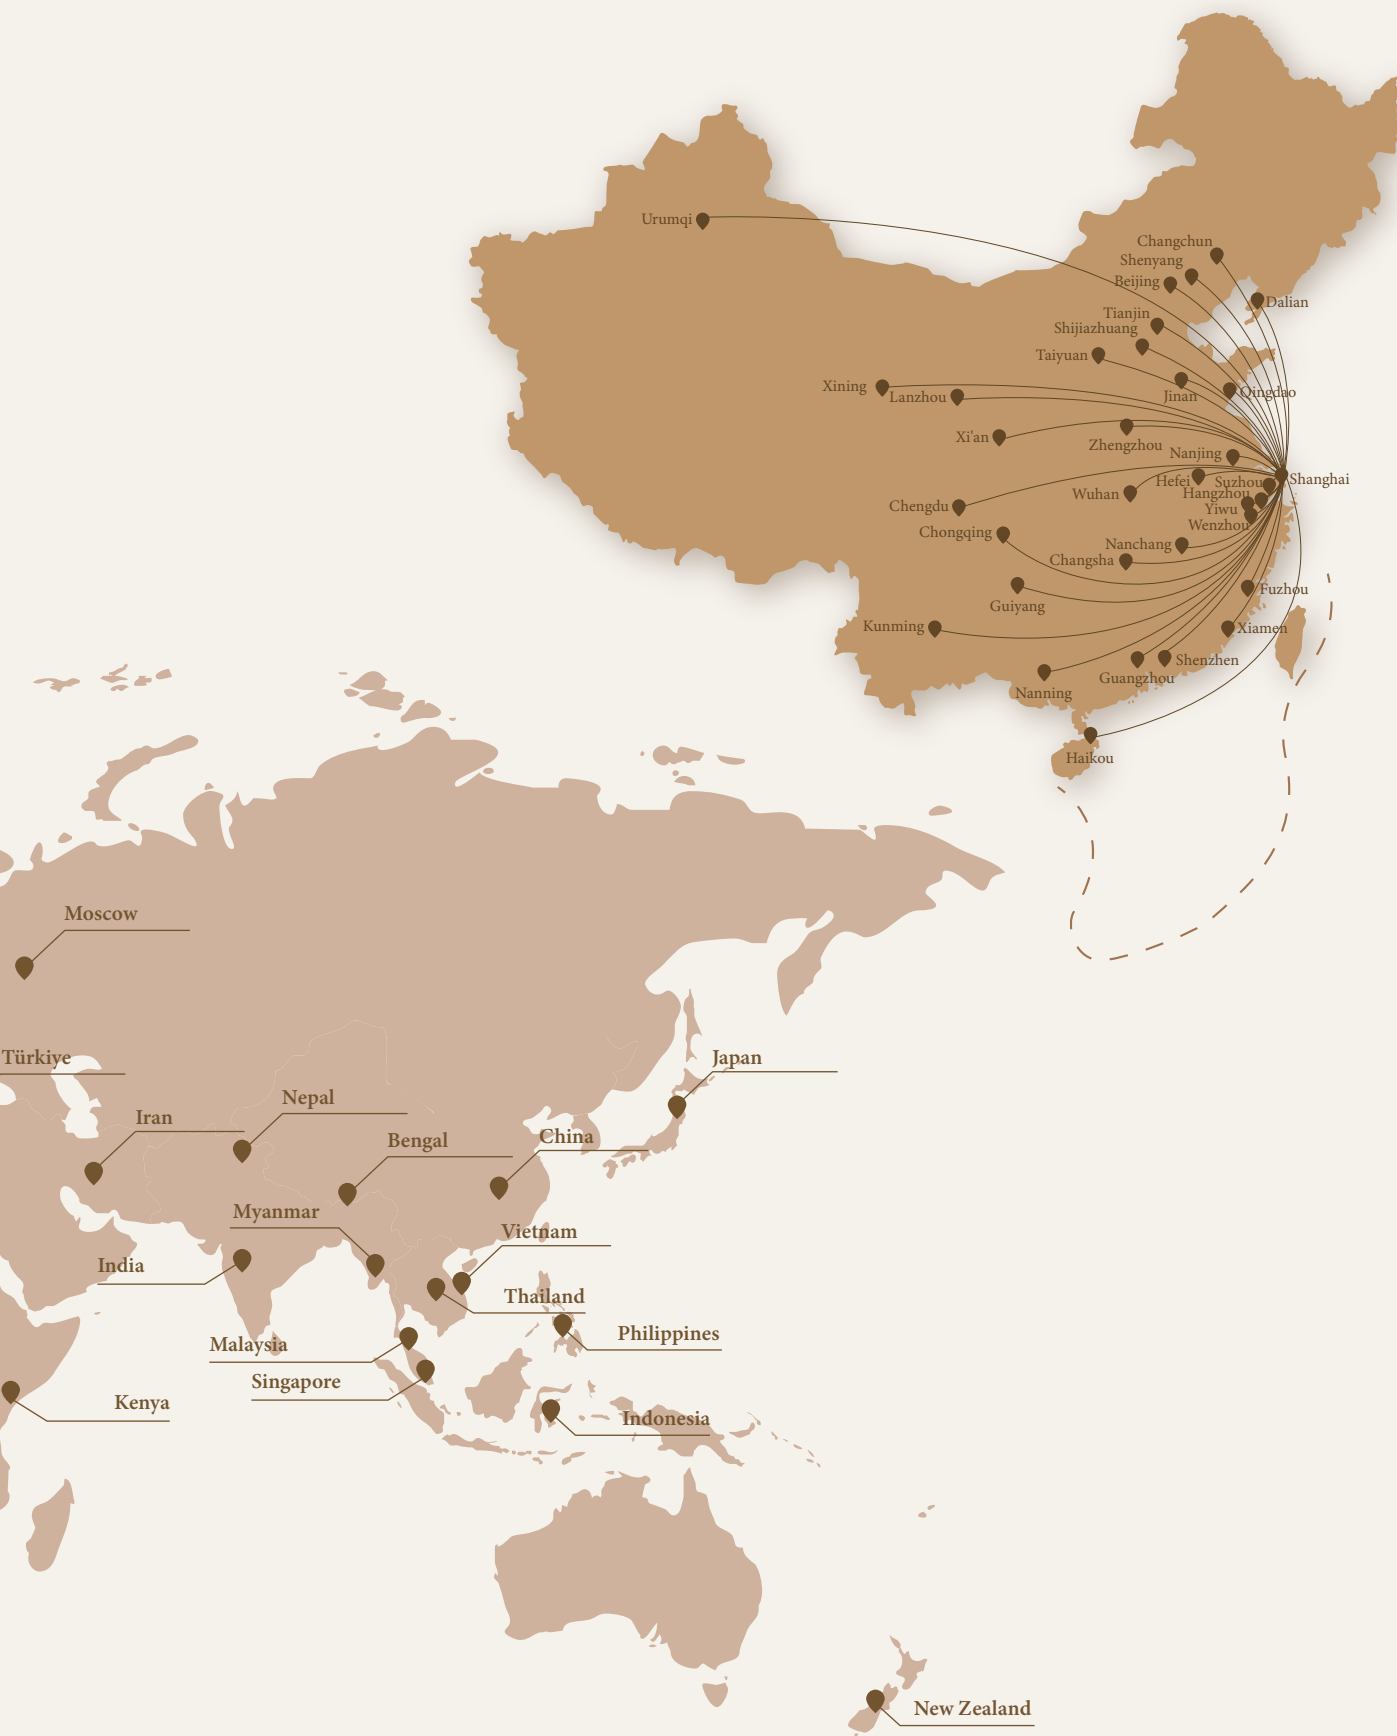 Urumqi
Changchun
Shenyang
Beijing
Dalian
Tianjin
Shijiazhuang
Taiyuan
Xining
Lanzhou
Jinan
Qingdao
Xi'an
Zhengzhou
Nanjing
Shanghai
Hefei
Suzhou
Wuhan
Hangzhou
Chengdu
Yiwu
Wenzhou
Chongqing
Nanchang
Changsha
Fuzhou
Guiyang
Kunming
Xiamen
Shenzhen
Guangzhou
Nanning
Haikou
Moscow
Türkiye
Japan
Nepal
Iran
Bengal
China
Myanmar
Vietnam
India
Thailand
Philippines
Malaysia
Singapore
Kenya
Indonesia
New Zealand